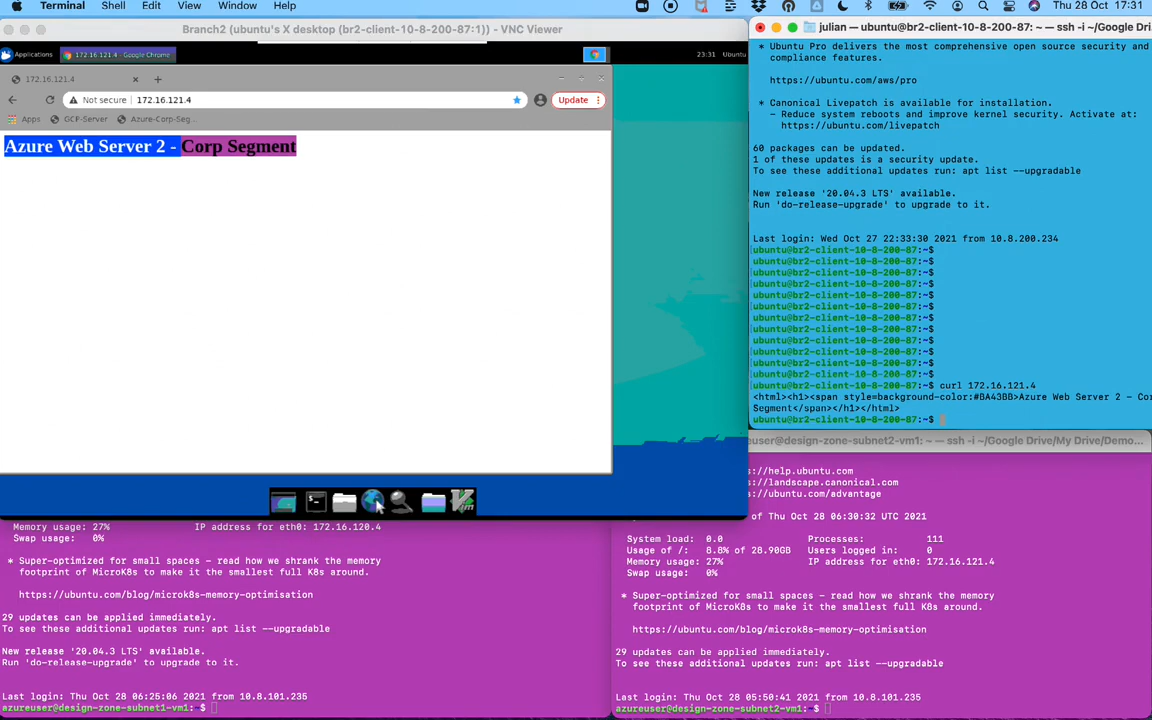 Terminal Shell Edit View Window Help
Thu 28 Oct 17:31
Branch2 (ubuntu's X desktop (br2-client-10-8-200-87:1)) - VNC Viewer
Applications
172.16.121.4 - Google Chrome
23:31 Ubuntu
172.16.121.4
Not secure | 172.16.121.4
Update
Apps GCP-Server Azure-Corp-Seg...
Azure Web Server 2 - Corp Segment
julian — ubuntu@br2-client-10-8-200-87: ~ — ssh -i ~/Google Dri
* Ubuntu Pro delivers the most comprehensive open source security and
compliance features.
https://ubuntu.com/aws/pro
* Canonical Livepatch is available for installation.
- Reduce system reboots and improve kernel security. Activate at:
https://ubuntu.com/livepatch
60 packages can be updated.
1 of these updates is a security update.
To see these additional updates run: apt list --upgradable
New release '20.04.3 LTS' available.
Run 'do-release-upgrade' to upgrade to it.
Last login: Wed Oct 27 22:33:30 2021 from 10.8.200.234
ubuntu@br2-client-10-8-200-87:~$
ubuntu@br2-client-10-8-200-87:~$
ubuntu@br2-client-10-8-200-87:~$
ubuntu@br2-client-10-8-200-87:~$
ubuntu@br2-client-10-8-200-87:~$
ubuntu@br2-client-10-8-200-87:~$
ubuntu@br2-client-10-8-200-87:~$
ubuntu@br2-client-10-8-200-87:~$
ubuntu@br2-client-10-8-200-87:~$
ubuntu@br2-client-10-8-200-87:~$
ubuntu@br2-client-10-8-200-87:~$
ubuntu@br2-client-10-8-200-87:~$ curl 172.16.121.4
<html><h1><span style=background-color:#BA43BB>Azure Web Server 2 - Co
Segment</span></h1></html>
ubuntu@br2-client-10-8-200-87:~$
Memory usage: 27% IP address for eth0: 172.16.120.4
Swap usage: 0%
* Super-optimized for small spaces - read how we shrank the memory
footprint of MicroK8s to make it the smallest full K8s around.
https://ubuntu.com/blog/microk8s-memory-optimisation
29 updates can be applied immediately.
To see these additional updates run: apt list --upgradable
New release '20.04.3 LTS' available.
Run 'do-release-upgrade' to upgrade to it.
Last login: Thu Oct 28 06:25:06 2021 from 10.8.101.235
azureuser@design-zone-subnet1-vm1:~$
euser@design-zone-subnet2-vm1: ~ — ssh -i ~/Google Drive/My Drive/Demo...
s://help.ubuntu.com
s://landscape.canonical.com
s://ubuntu.com/advantage
of Thu Oct 28 06:30:32 UTC 2021
System load: 0.0 Processes: 111
Usage of /: 8.8% of 28.90GB Users logged in: 0
Memory usage: 27% IP address for eth0: 172.16.121.4
Swap usage: 0%
* Super-optimized for small spaces - read how we shrank the memory
footprint of MicroK8s to make it the smallest full K8s around.
https://ubuntu.com/blog/microk8s-memory-optimisation
29 updates can be applied immediately.
To see these additional updates run: apt list --upgradable
Last login: Thu Oct 28 05:50:41 2021 from 10.8.101.235
azureuser@design-zone-subnet2-vm1:~$